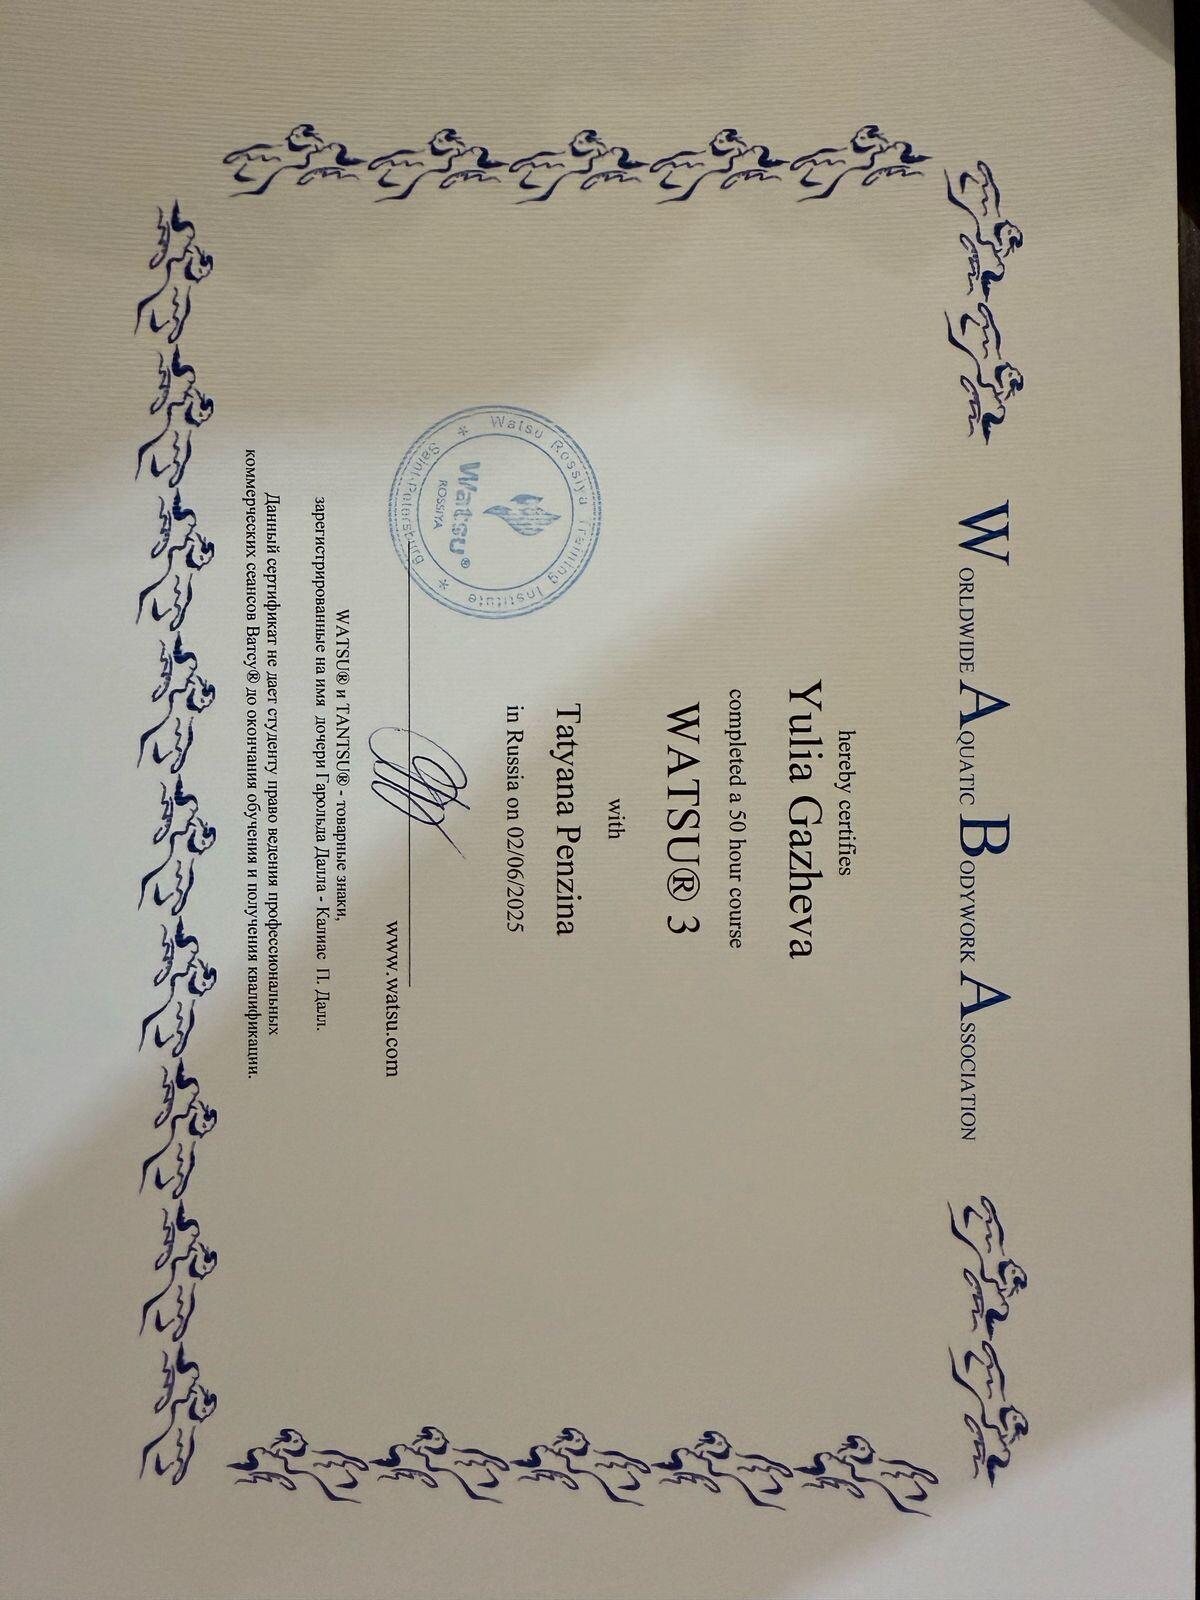 WORLDWIDE AQUATIC BODYWORK ASSOCIATION
hereby certifies
Yulia Gazheva
completed a 50 hour course
WATSU® 3
with
Tatyana Penzina
in Russia on 02/06/2025
Watsu Rossiya Training Institute
* Saint-Petersburg *
Watsu®
ROSSIYA
www.watsu.com
WATSU® и TANTSU® - товарные знаки,
зарегистрированные на имя дочери Гарольда Далла - Калиас П. Далл.
Данный сертификат не дает студенту право ведения профессиональных
коммерческих сеансов Ватсу® до окончания обучения и получения квалификации.